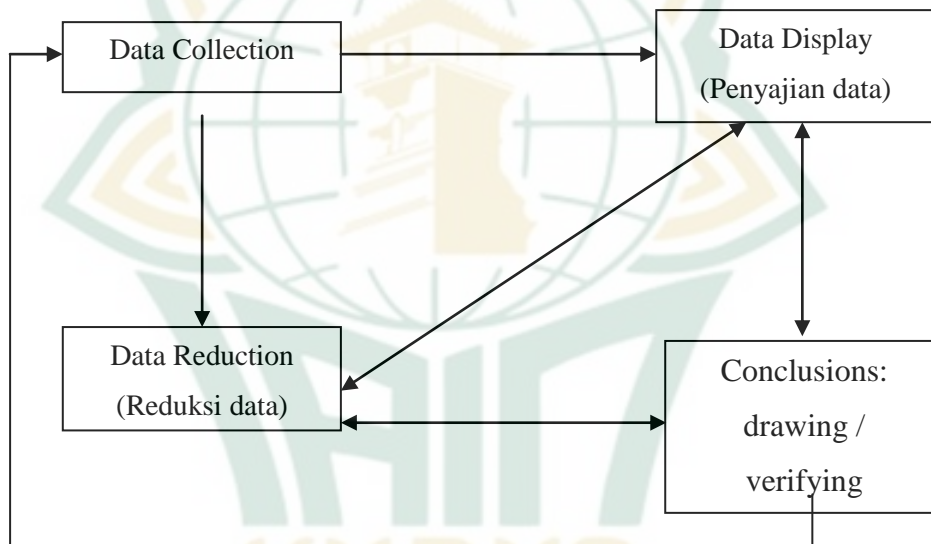 Data Collection
Data Display
(Penyajian data)
Data Reduction
(Reduksi data)
Conclusions:
drawing /
verifying